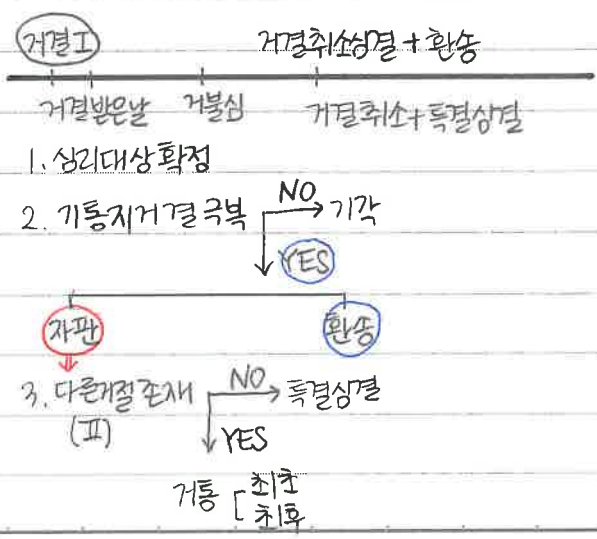 거결I 거결취소심결+환송
거결받은날 거불심 거결취소+특결심결
1. 심리대상확정
2. 기통지거결극복 NO 기각
YES
자판 환송
3. 다른거절존재 NO 특결심결
(II) YES
거통 [최초
최후